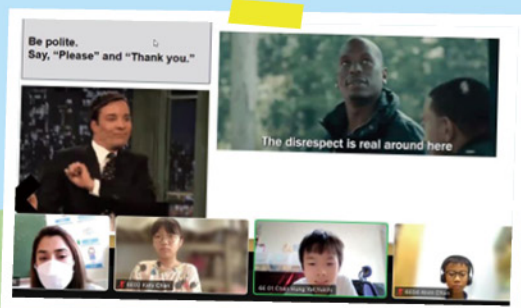 Be polite.
Say, "Please" and "Thank you."
The disrespect is real around here